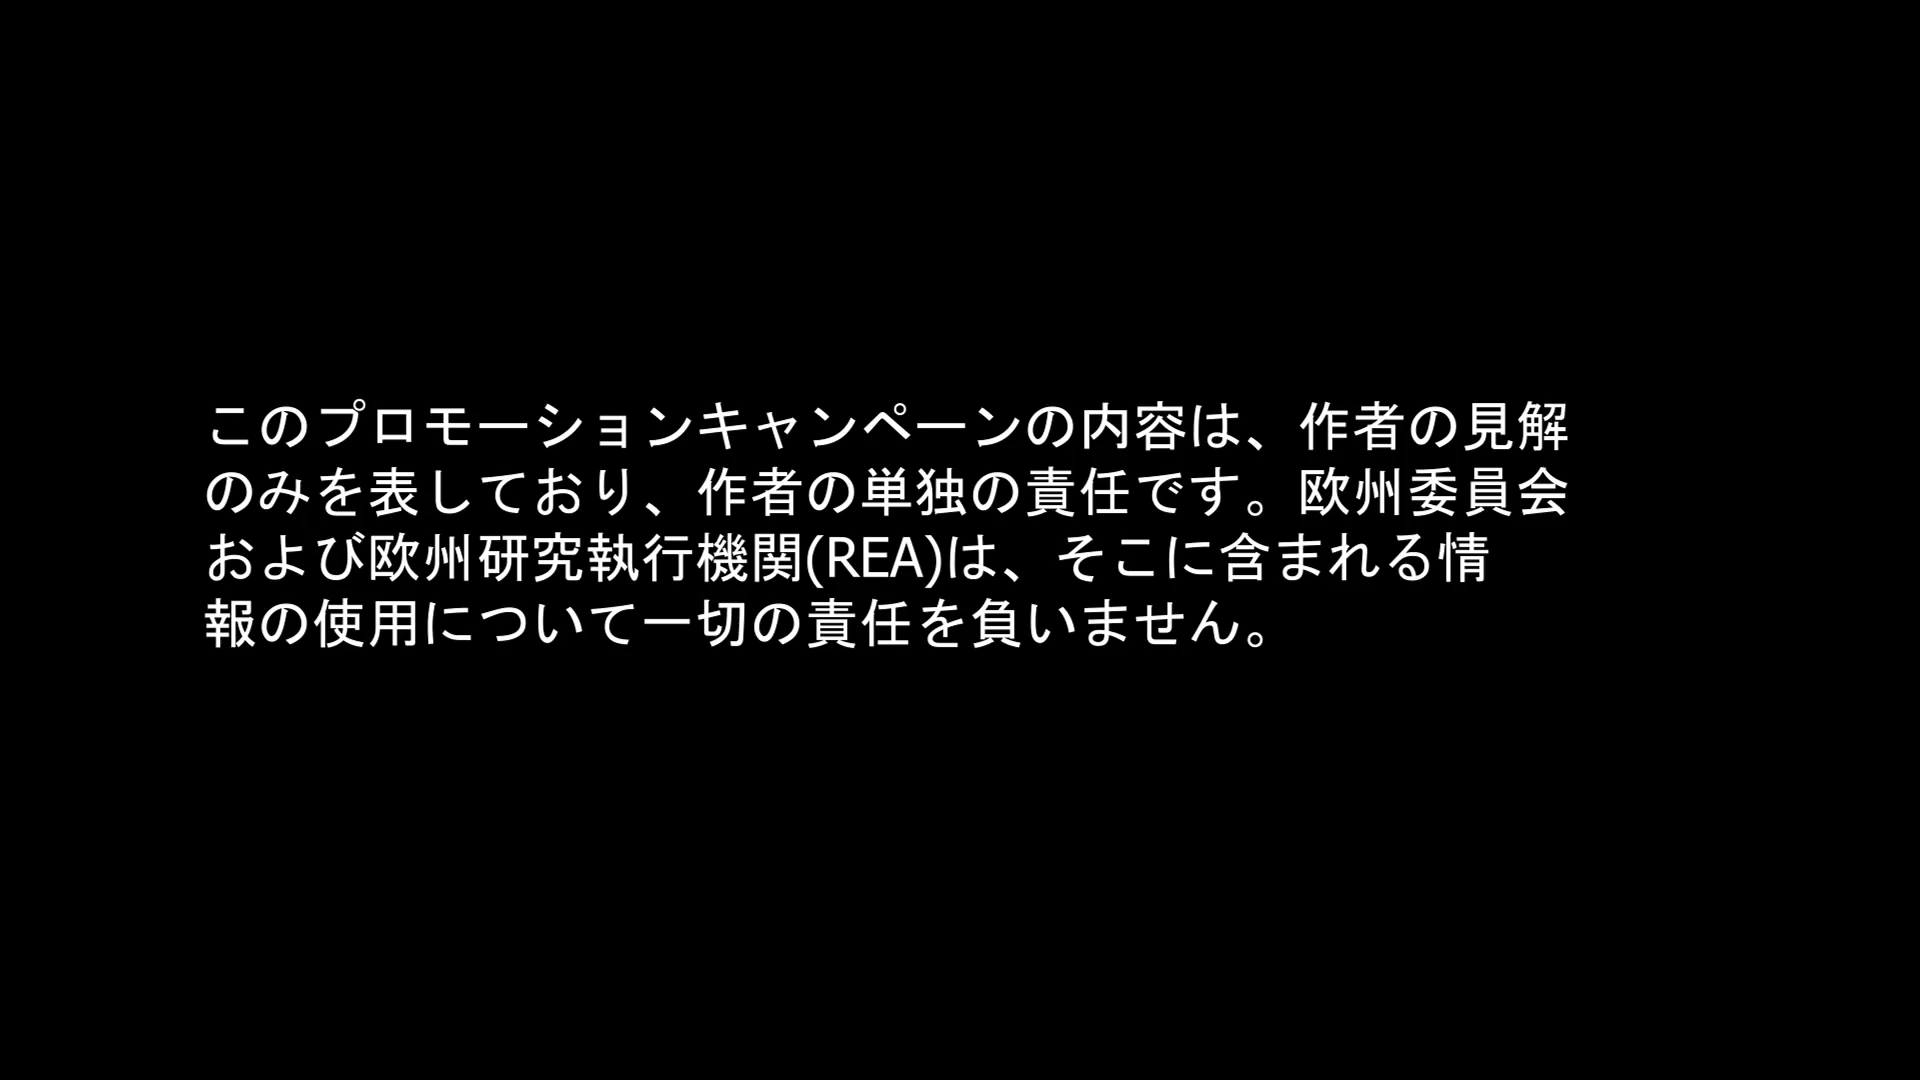 このプロモーションキャンペーンの内容は、作者の見解
のみを表しており、作者の単独の責任です。欧州委員会
および欧州研究執行機関(REA)は、そこに含まれる情
報の使用について一切の責任を負いません。